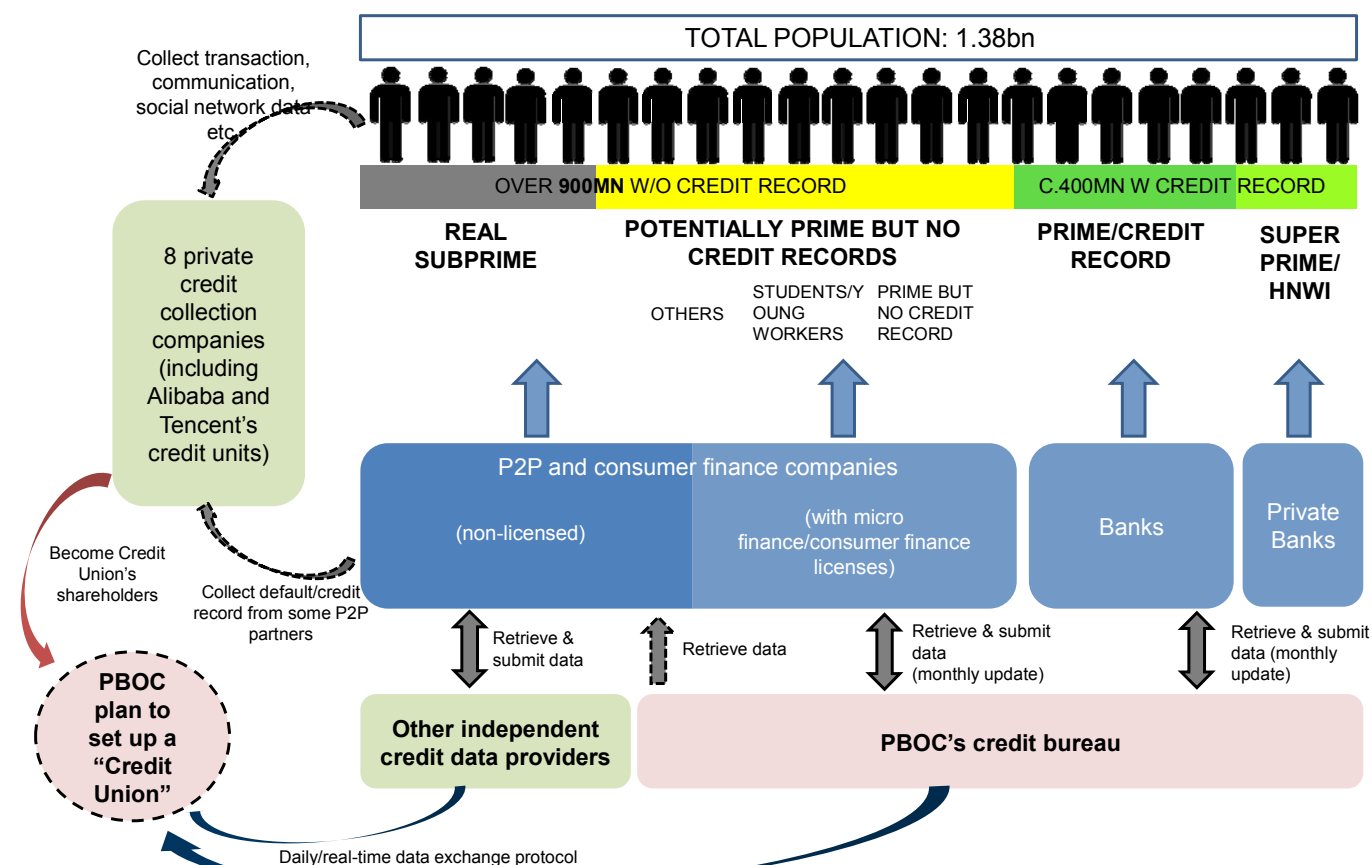 TOTAL POPULATION: 1.38bn
Collect transaction,
communication,
social network data
etc
OVER 900MN W/O CREDIT RECORD
C.400MN W CREDIT RECORD
REAL
SUBPRIME
POTENTIALLY PRIME BUT NO
CREDIT RECORDS
PRIME/CREDIT
RECORD
SUPER
PRIME/
HNWI
OTHERS
STUDENTS/Y
OUNG
WORKERS
PRIME BUT
NO CREDIT
RECORD
8 private
credit
collection
companies
(including
Alibaba and
Tencent's
credit units)
P2P and consumer finance companies
(non-licensed)
(with micro
finance/consumer finance
licenses)
Banks
Private
Banks
Become Credit
Union's
shareholders
Collect default/credit
record from some P2P
partners
Retrieve &
submit data
Retrieve data
Retrieve & submit
data
(monthly update)
Retrieve & submit
data (monthly
update)
PBOC
plan to
set up a
“Credit
Union”
Other independent
credit data providers
PBOC's credit bureau
Daily/real-time data exchange protocol